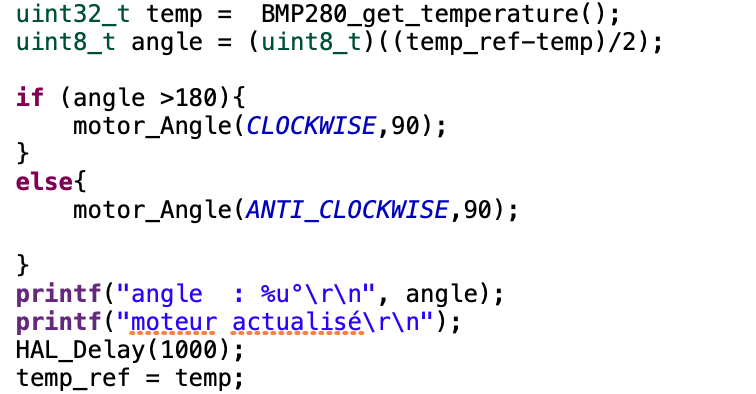 uint32_t temp =  BMP280_get_temperature();
uint8_t angle = (uint8_t)((temp_ref-temp)/2);
if (angle >180){
motor_Angle(CLOCKWISE,90);
}
else{
motor_Angle(ANTI_CLOCKWISE,90);
}
printf("angle  : %u°\r\n", angle);
printf("moteur actualisé\r\n");
HAL_Delay(1000);
temp_ref = temp;